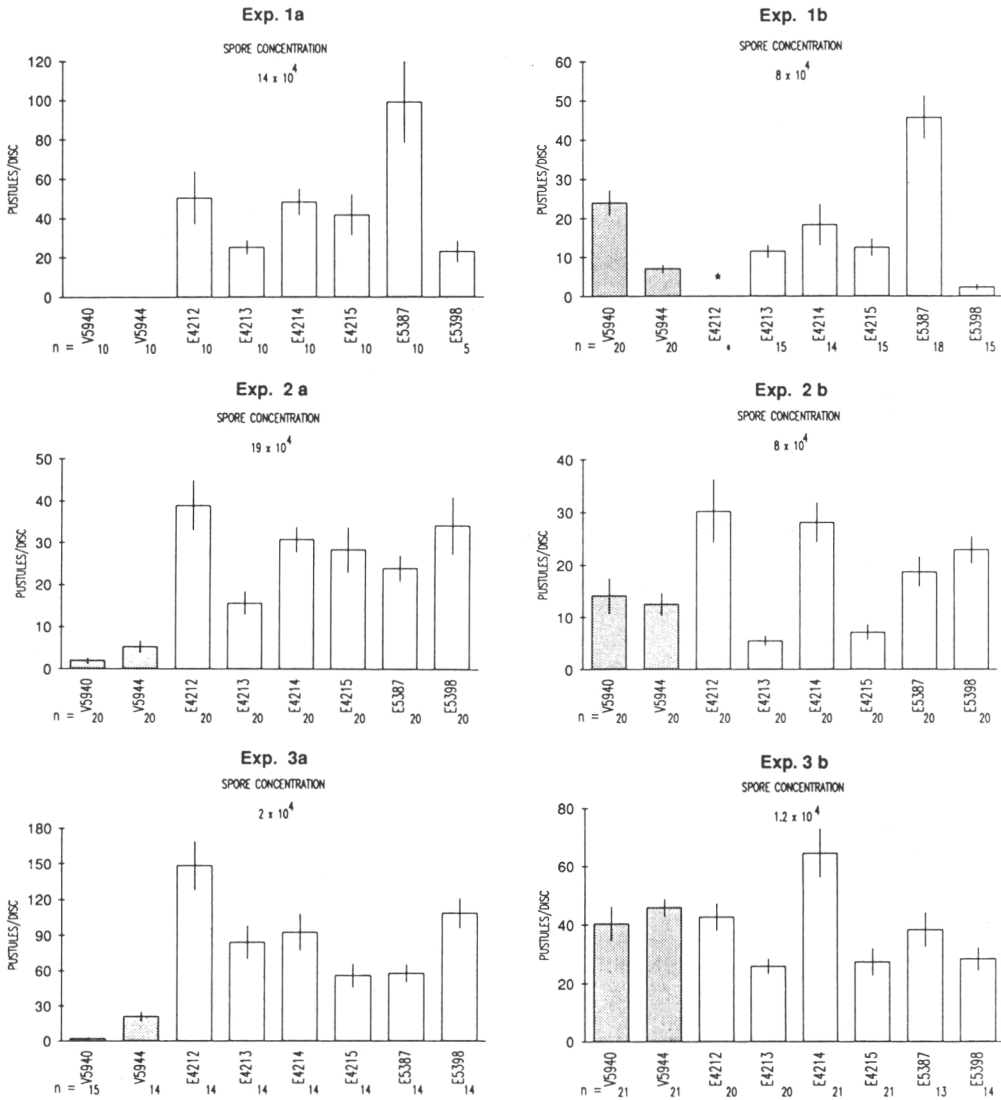 Exp. 1a
SPORE CONCENTRATION
14 x 10^4
PUSTULES/DISC
120
100
80
60
40
20
0
V5940 V5944 E4212 E4213 E4214 E4215 E5387 E5398
n = 10 10 10 10 10 10 10 5
Exp. 1b
SPORE CONCENTRATION
8 x 10^4
PUSTULES/DISC
60
50
40
30
20
10
0
*
V5940 V5944 E4212 E4213 E4214 E4215 E5387 E5398
n = 20 20 * 15 14 15 18 15
Exp. 2 a
SPORE CONCENTRATION
19 x 10^4
PUSTULES/DISC
50
40
30
20
10
0
V5940 V5944 E4212 E4213 E4214 E4215 E5387 E5398
n = 20 20 20 20 20 20 20 20
Exp. 2 b
SPORE CONCENTRATION
8 x 10^4
PUSTULES/DISC
40
30
20
10
0
V5940 V5944 E4212 E4213 E4214 E4215 E5387 E5398
n = 20 20 20 20 20 20 20 20
Exp. 3a
SPORE CONCENTRATION
2 x 10^4
PUSTULES/DISC
180
150
120
90
60
30
0
V5940 V5944 E4212 E4213 E4214 E4215 E5387 E5398
n = 15 14 14 14 14 14 14 14
Exp. 3 b
SPORE CONCENTRATION
1.2 x 10^4
PUSTULES/DISC
80
60
40
20
0
V5940 V5944 E4212 E4213 E4214 E4215 E5387 E5398
n = 21 21 20 20 21 21 13 14